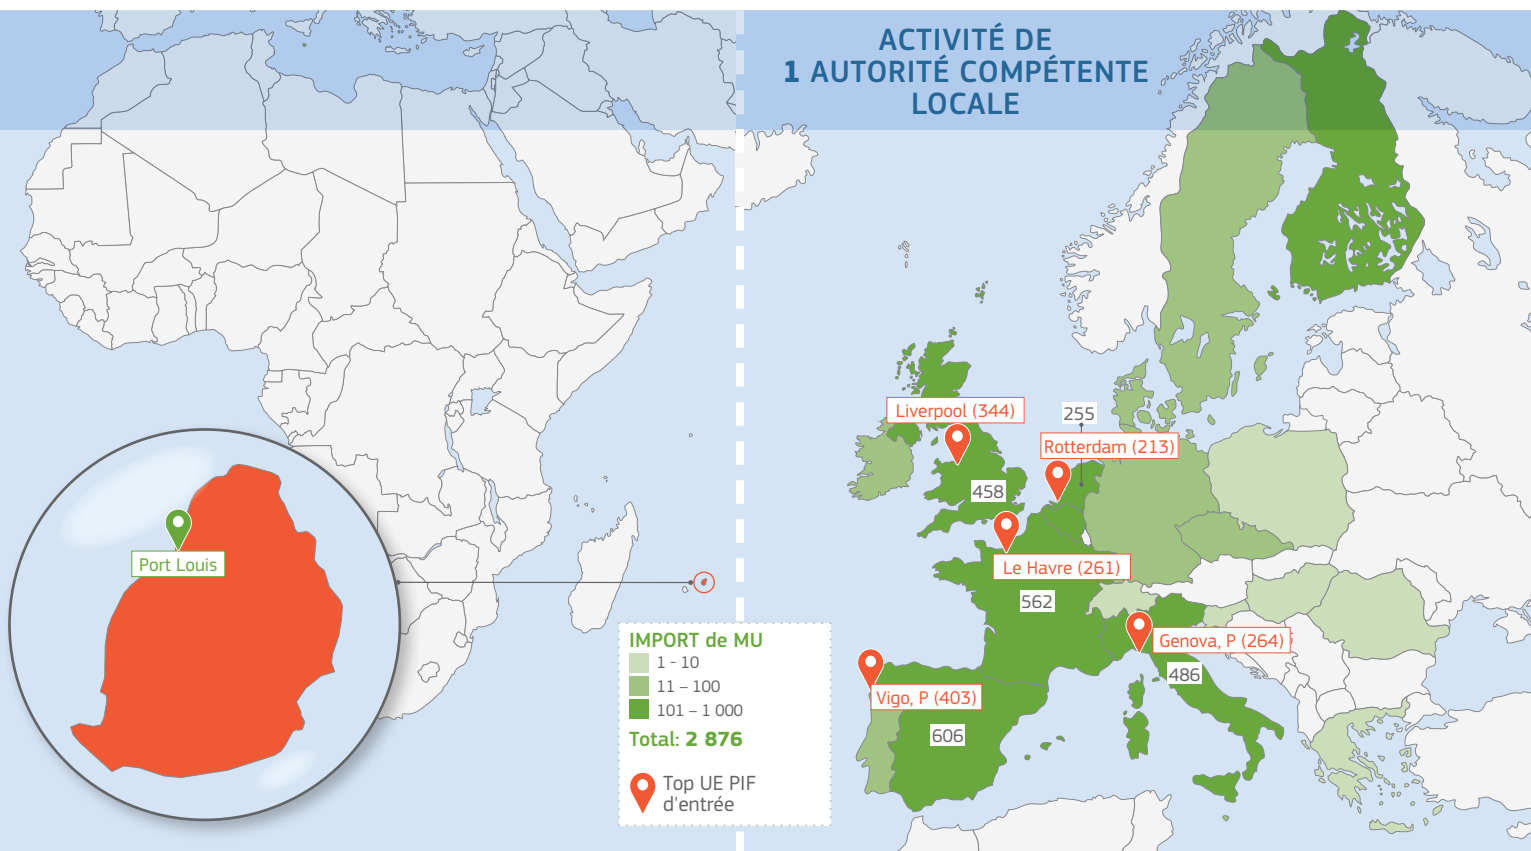 ACTIVITÉ DE
1 AUTORITÉ COMPÉTENTE
LOCALE
Liverpool (344)
255
Rotterdam (213)
458
Le Havre (261)
562
Port Louis
Genova, P (264)
486
Vigo, P (403)
606
IMPORT de MU
1 - 10
11 – 100
101 – 1 000
Total: 2 876
Top UE PIF
d'entrée